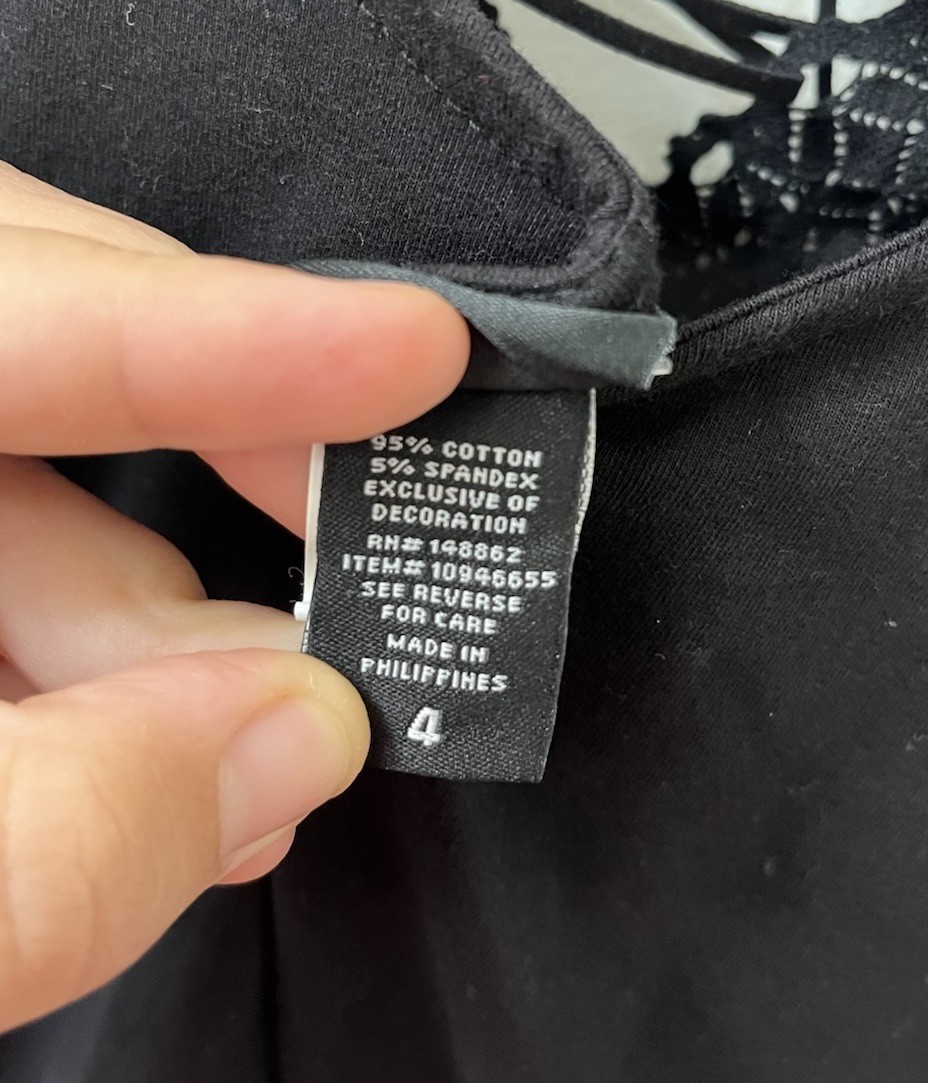 95% COTTON
5% SPANDEX
EXCLUSIVE OF
DECORATION
RN# 148862
ITEM# 10946655
SEE REVERSE
FOR CARE
MADE IN
PHILIPPINES
4